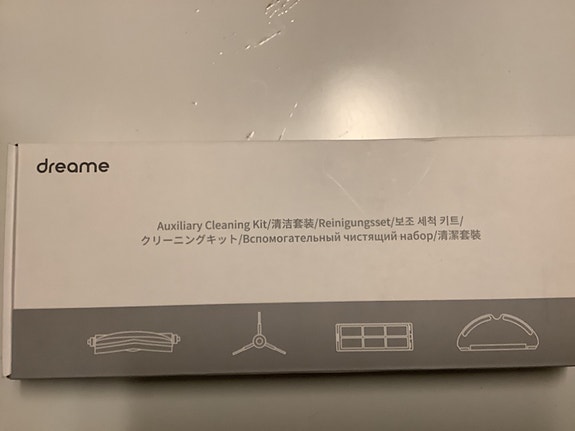 dreame
Auxiliary Cleaning Kit/清洁套装/Reinigungsset/보조 세척 키트/
クリーニングキット/Вспомогательный чистящий набор/清潔套裝